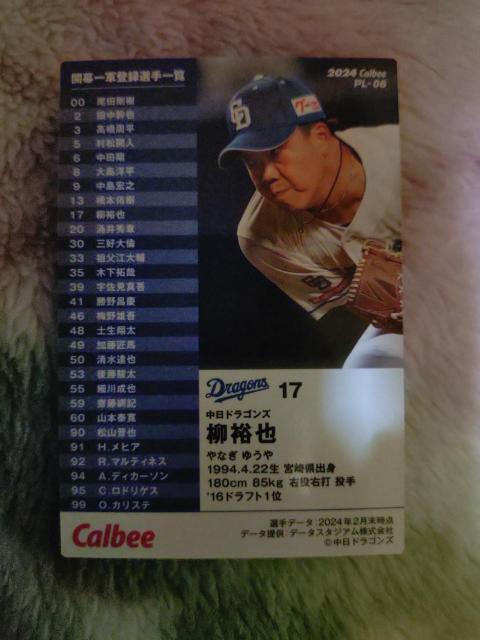 開幕一軍登録選手一覧
00 尾田剛樹
2 田中幹也
3 高橋周平
5 村松開人
6 中田翔
8 大島洋平
9 中島宏之
13 橋本侑樹
17 柳裕也
20 涌井秀章
30 三好大倫
33 祖父江大輔
35 木下拓哉
39 宇佐見真吾
41 勝野昌慶
46 梅野雄吾
48 土生翔太
49 加藤匠馬
50 清水達也
53 後藤駿太
55 細川成也
59 齋藤綱記
60 山本泰寛
90 松山晋也
91 H.メヒア
92 R.マルティネス
94 A.ディカーソン
95 C.ロドリゲス
99 O.カリステ
2024 Calbee
PL-06
CD
Dragons 17
中日ドラゴンズ
柳裕也
やなぎ ゆうや
1994.4.22生 宮崎県出身
180cm 85kg 右投右打 投手
'16ドラフト1位
Calbee
選手データ:2024年2月末時点
データ提供:データスタジアム株式会社
©中日ドラゴンズ